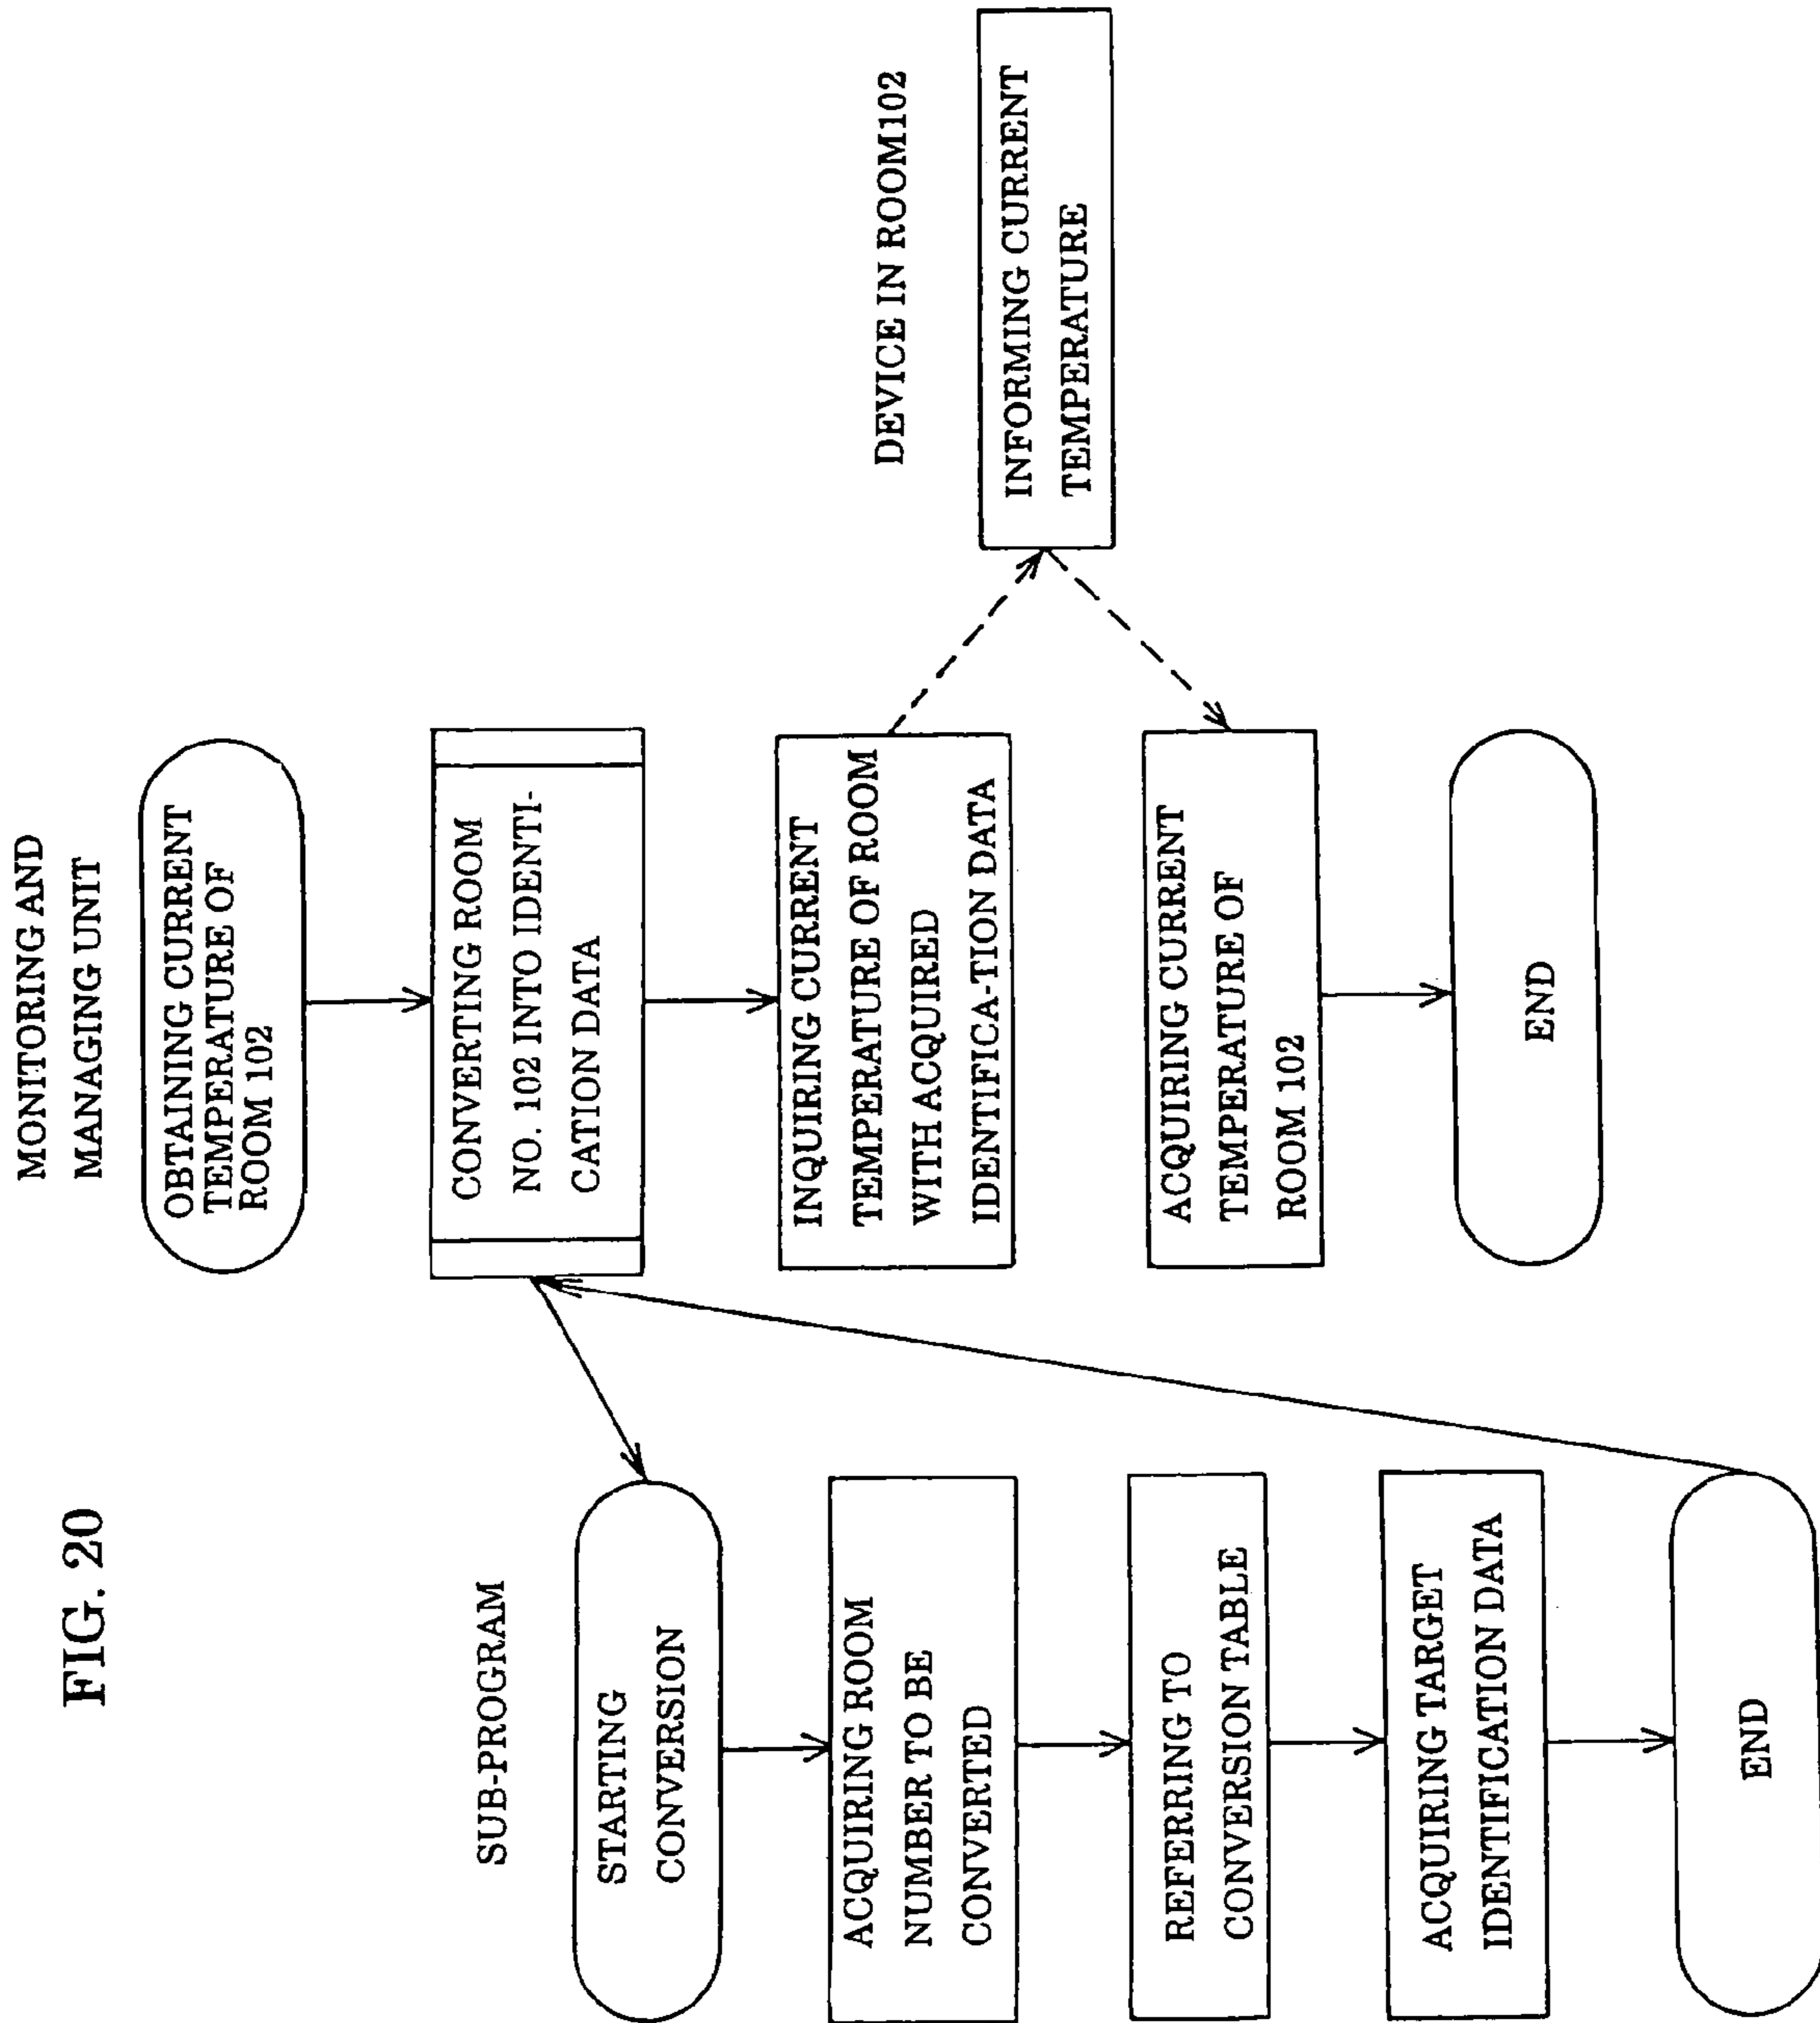 FIG. 20
SUB-PROGRAM
STARTING
CONVERSION
ACQUIRING ROOM
NUMBER TO BE
CONVERTED
REFERRING TO
CONVERSION TABLE
ACQUIRING TARGET
IDENTIFICATION DATA
END
MONITORING AND
MANAGING UNIT
OBTAINING CURRENT
TEMPERATURE OF
ROOM 102
CONVERTING ROOM
NO. 102 INTO IDENTI-
CATION DATA
INQUIRING CURRENT
TEMPERATURE OF ROOM
WITH ACQUIRED
IDENTIFICA-TION DATA
ACQUIRING CURRENT
TEMPERATURE OF
ROOM 102
END
DEVICE IN ROOM102
INFORMING CURRENT
TEMPERATURE